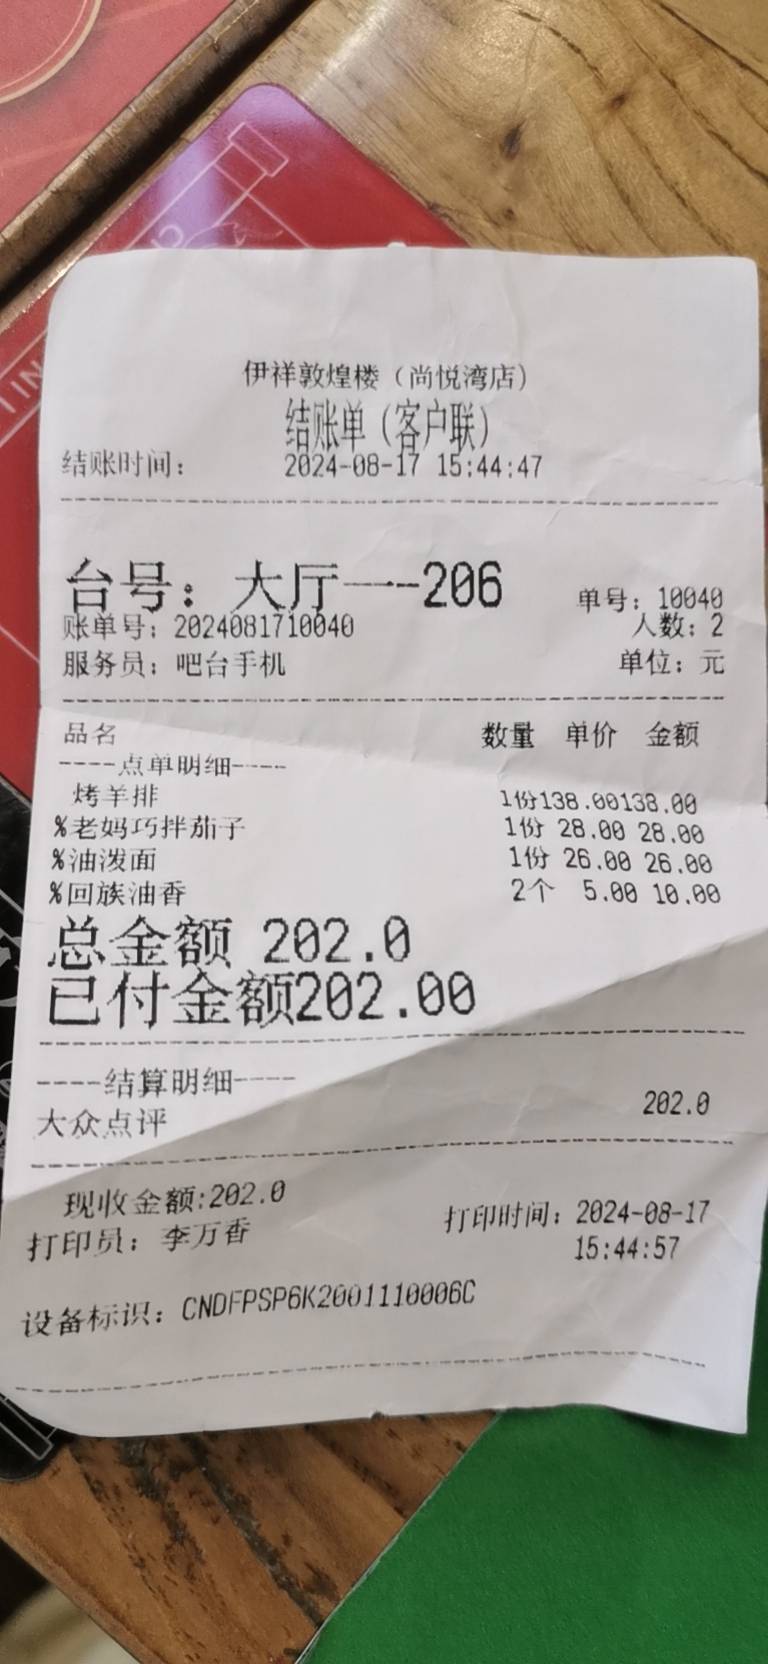 伊祥敦煌楼（尚悦湾店）
结账单（客户联）
结账时间： 2024-08-17 15:44:47
台号：大厅一--206 单号：10040
账单号：2024081710040 人数：2
服务员：吧台手机 单位：元
品名 数量 单价 金额
----点单明细----
烤羊排 1份138.00138.00
%老妈巧拌茄子 1份 28.00 28.00
%油泼面 1份 26.00 26.00
%回族油香 2个 5.00 10.00
总金额 202.0
已付金额202.00
----结算明细----
大众点评 202.0
现收金额:202.0
打印员：李万香 打印时间：2024-08-17
15:44:57
设备标识：CNDFPSP6K2001110006C